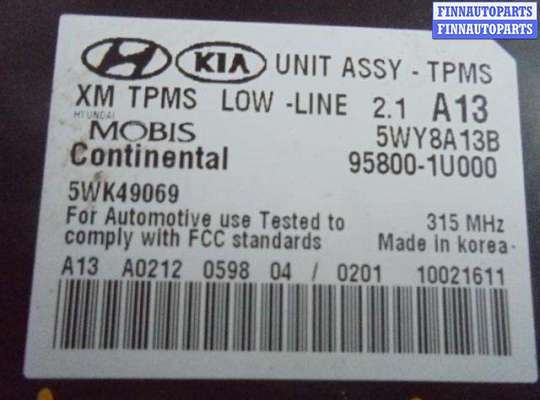 FINNAUTOPARTS
FINNAUTOPARTS
KIA UNIT ASSY - TPMS
XM TPMS LOW -LINE 2.1 A13
HYUNDAI
MOBIS 5WY8A13B
Continental 95800-1U000
5WK49069
For Automotive use Tested to 315 MHz
comply with FCC standards Made in korea
A13 A0212 0598 04 / 0201 10021611